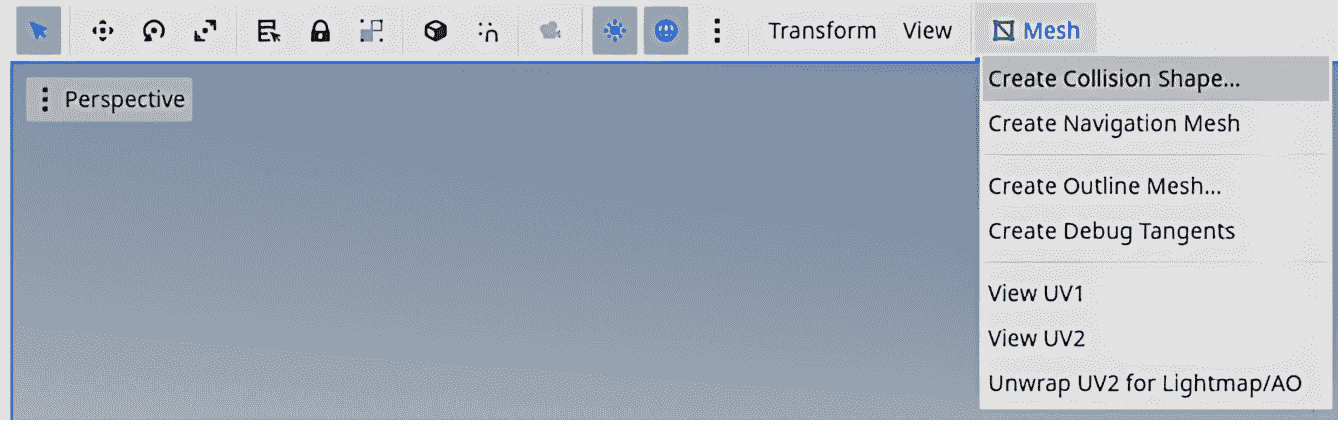 Transform View Mesh
Perspective
Create Collision Shape...
Create Navigation Mesh
Create Outline Mesh...
Create Debug Tangents
View UV1
View UV2
Unwrap UV2 for Lightmap/AO